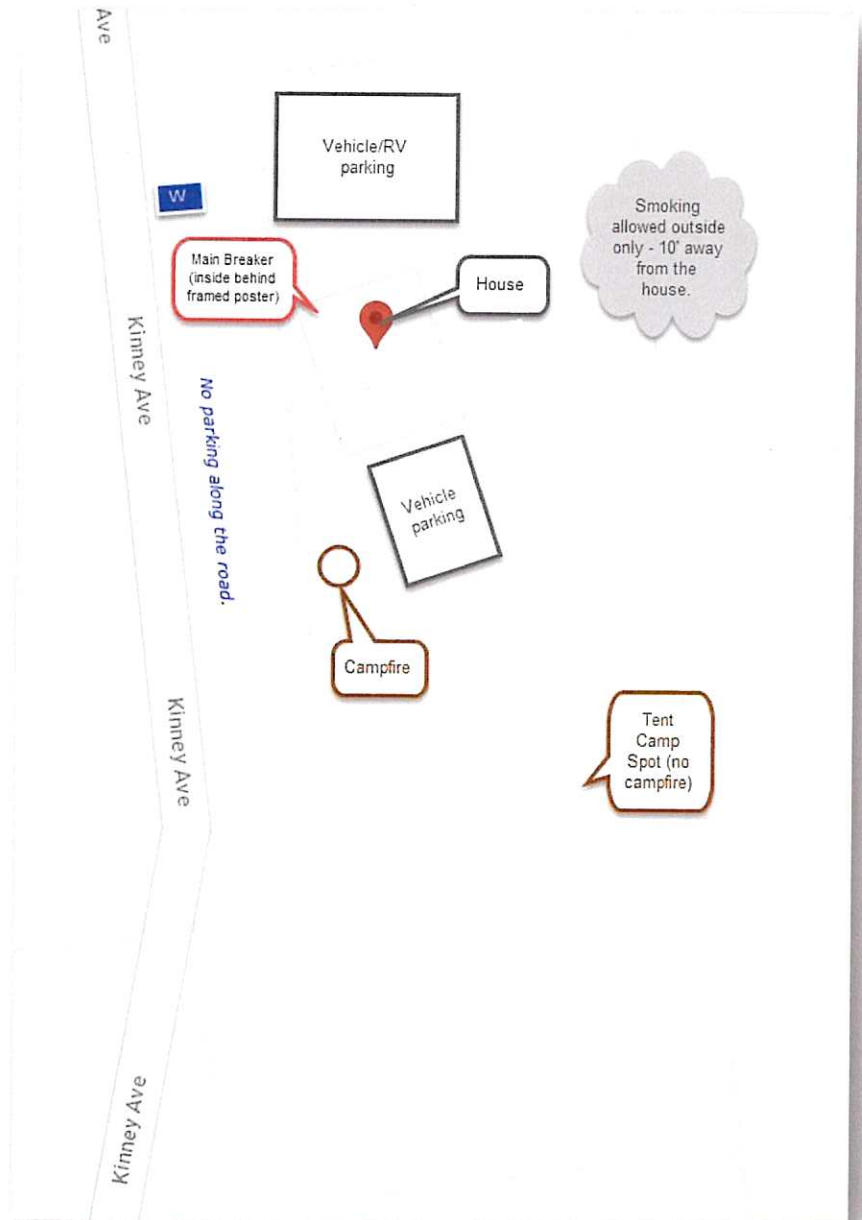 Ave
Vehicle/RV
parking
W
Smoking
allowed outside
only - 10' away
from the
house.
Main Breaker
(inside behind
framed poster)
House
Kinney Ave
No parking along the road.
Vehicle
parking
Campfire
Kinney Ave
Tent
Camp
Spot (no
campfire)
Kinney Ave